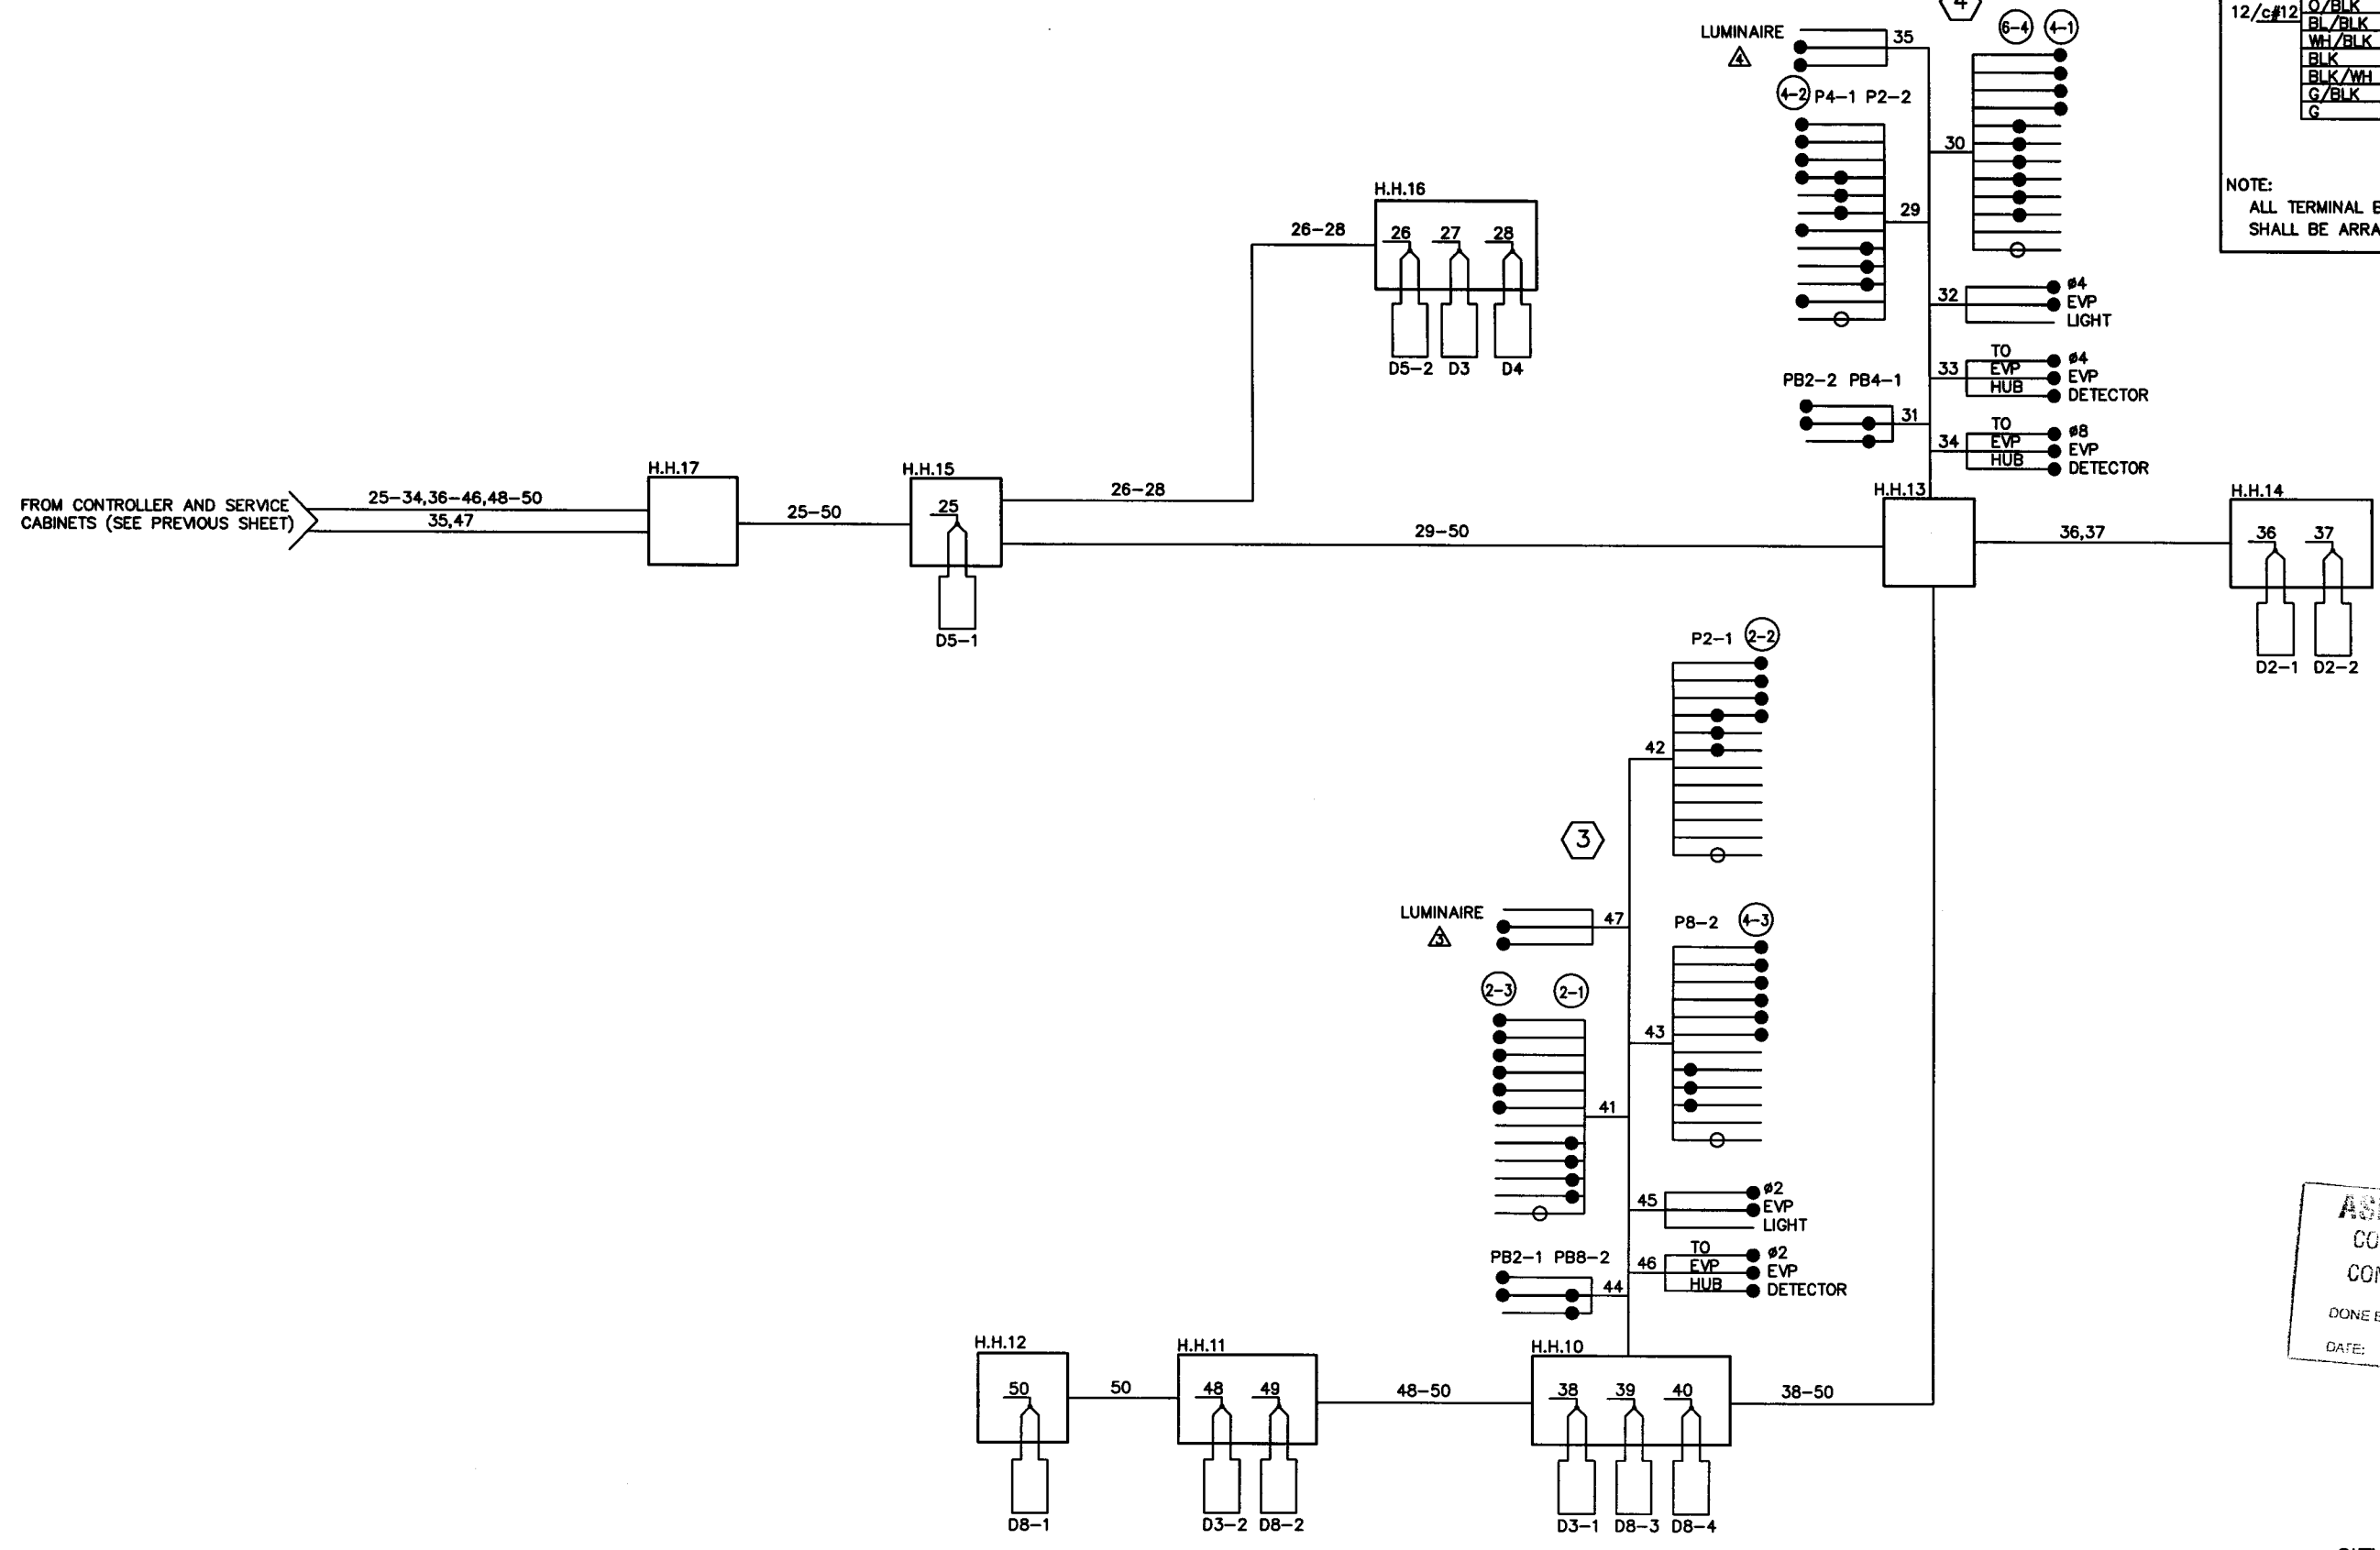 4
12/c#12
O/BLK
BL/BLK
WH/BLK
BLK
BLK/WH
G/BLK
G
NOTE:
ALL TERMINAL B
SHALL BE ARRA
LUMINAIRE
4
35
6-4 4-1
30
4-2 P4-1 P2-2
29
32
ø4
EVP
LIGHT
33
TO
EVP
HUB
ø4
EVP
DETECTOR
34
TO
EVP
HUB
ø8
EVP
DETECTOR
PB2-2 PB4-1
31
H.H.16
26-28
26 27 28
D5-2 D3 D4
FROM CONTROLLER AND SERVICE
CABINETS (SEE PREVIOUS SHEET)
25-34,36-46,48-50
35,47
H.H.17
25-50
H.H.15
25
D5-1
26-28
29-50
H.H.13
36,37
H.H.14
36 37
D2-1 D2-2
P2-1 2-2
42
3
LUMINAIRE
3
47
P8-2 4-3
43
2-3 2-1
41
45
ø2
EVP
LIGHT
46
TO
EVP
HUB
ø2
EVP
DETECTOR
PB2-1 PB8-2
44
H.H.12
50
D8-1
50
H.H.11
48 49
D3-2 D8-2
48-50
H.H.10
38 39 40
D3-1 D8-3 D8-4
38-50
CO
CON
DONE B
DATE: